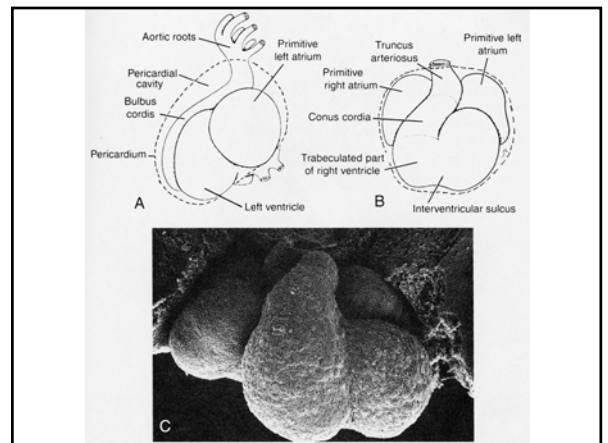 Aortic roots
Primitive
left atrium
Pericardial
cavity
Bulbus
cordis
Pericardium
Left ventricle
A
Truncus
arteriosus
Primitive left
atrium
Primitive
right atrium
Conus cordia
Trabeculated part
of right ventricle
Interventricular sulcus
B
C